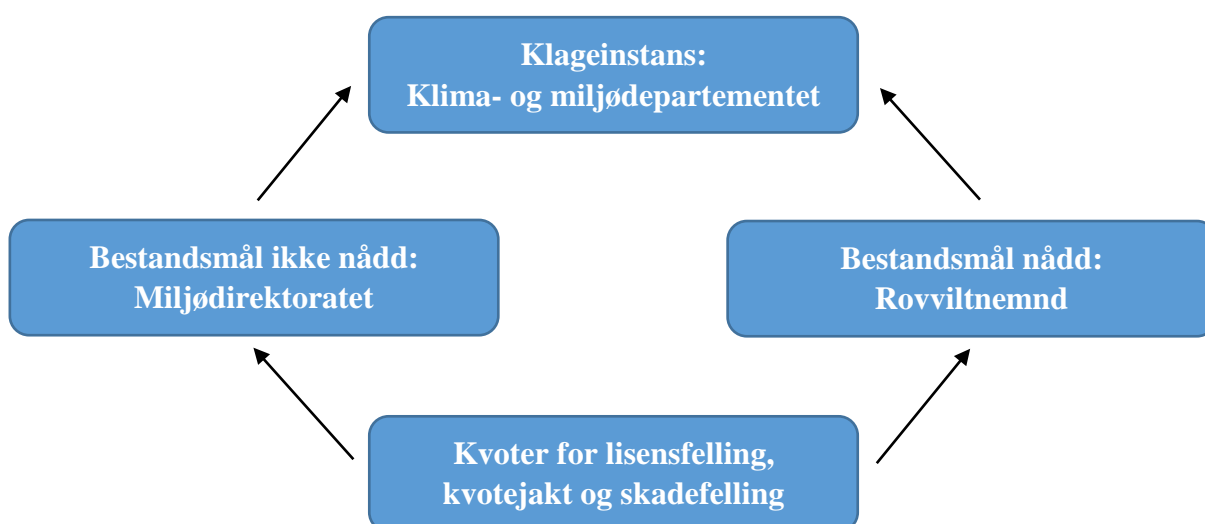 Klageinstans:
Klima- og miljødepartementet
Bestandsmål ikke nådd:
Miljødirektoratet
Bestandsmål nådd:
Rovviltnemnd
Kvoter for lisensfelling,
kvotejakt og skadefelling